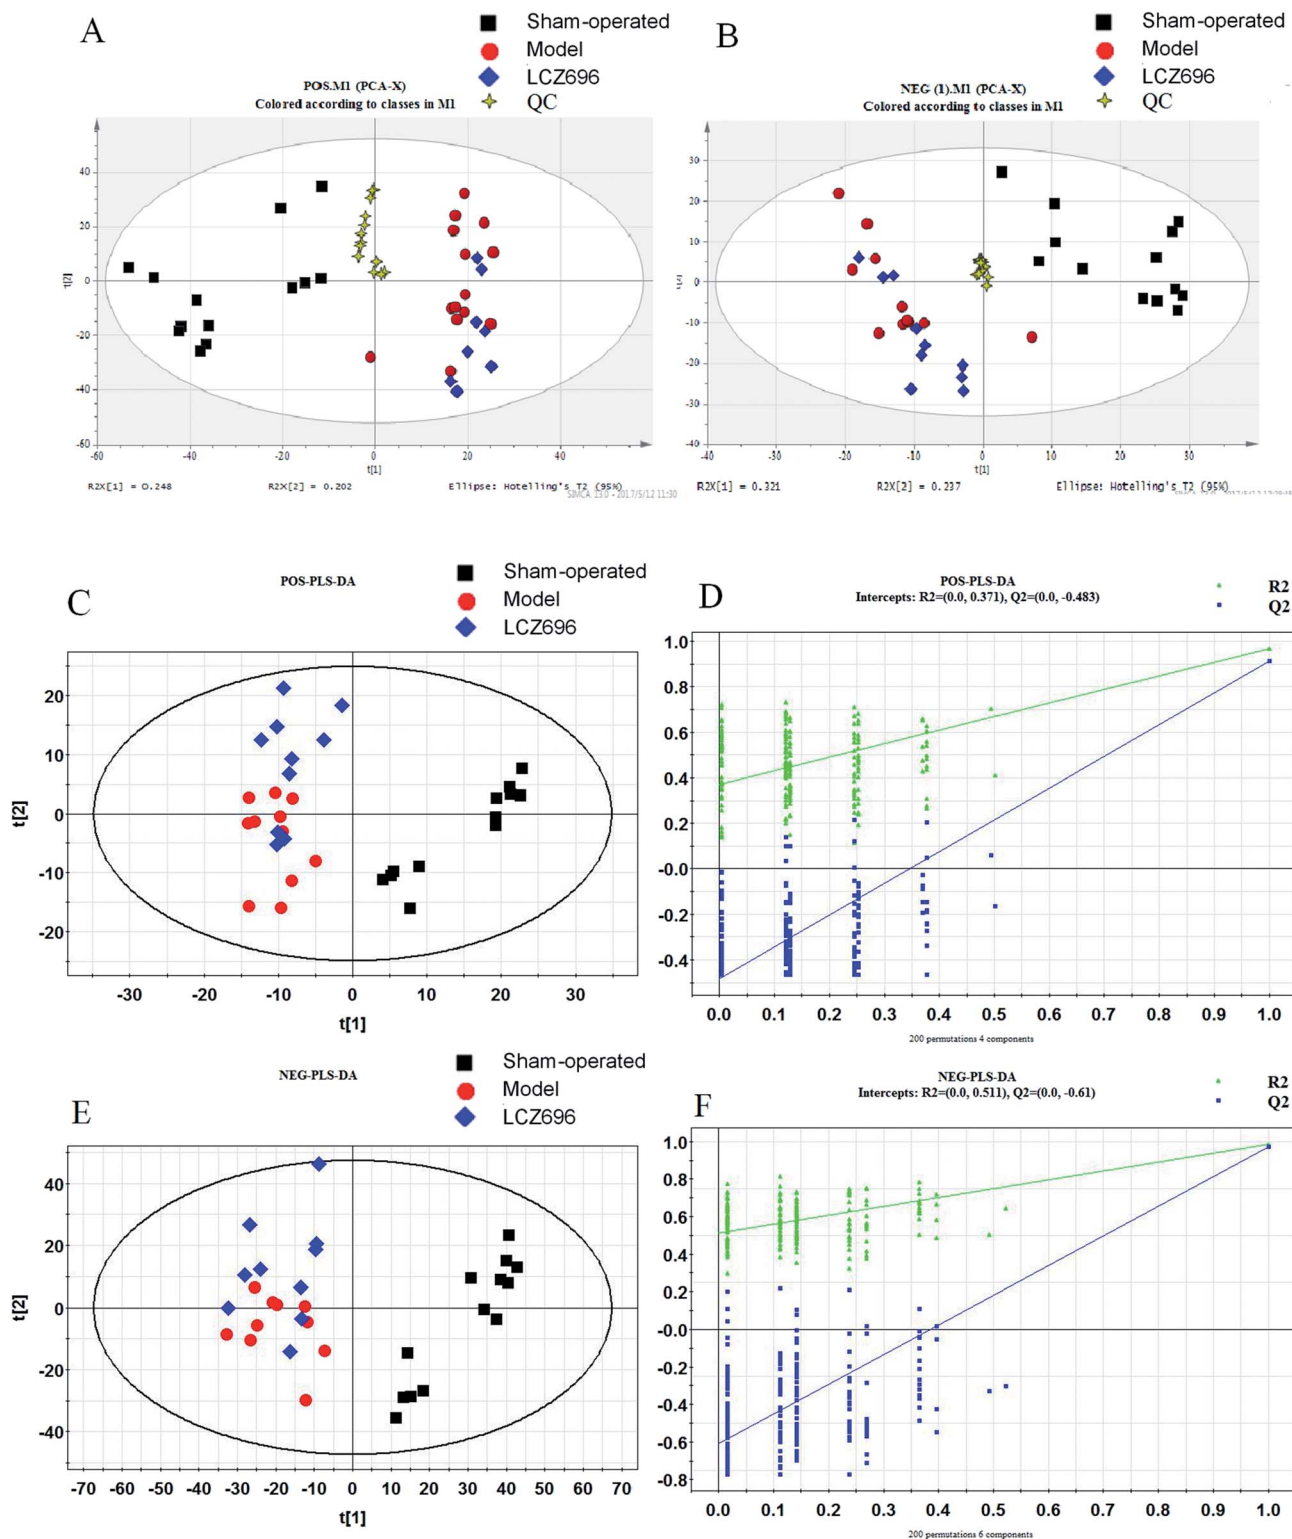 A
Sham-operated
Model
LCZ696
QC
POS.M1 (PCA-X)
Colored according to classes in M1
t[2]
40
20
0
-20
-40
-60
-60
-40
-20
0
20
40
60
t[1]
R2X[1] = 0.248
R2X[2] = 0.202
Ellipse: Hotelling's T2 (95%)
SIMCA 13.0 - 2017/5/12 11:30
B
Sham-operated
Model
LCZ696
QC
NEG (1).M1 (PCA-X)
Colored according to classes in M1
30
20
10
0
-10
-20
-30
-40
-40
-30
-20
-10
0
10
20
30
t[1]
R2X[1] = 0.321
R2X[2] = 0.237
Ellipse: Hotelling's T2 (95%)
C
POS-PLS-DA
Sham-operated
Model
LCZ696
t[2]
20
10
0
-10
-20
-30
-20
-10
0
10
20
30
t[1]
D
POS-PLS-DA
Intercepts: R2=(0.0, 0.371), Q2=(0.0, -0.483)
R2
Q2
1.0
0.8
0.6
0.4
0.2
-0.0
-0.2
-0.4
0.0
0.1
0.2
0.3
0.4
0.5
0.6
0.7
0.8
0.9
1.0
200 permutations 4 components
E
NEG-PLS-DA
Sham-operated
Model
LCZ696
t[2]
40
20
0
-20
-40
-70
-60
-50
-40
-30
-20
-10
0
10
20
30
40
50
60
70
t[1]
F
NEG-PLS-DA
Intercepts: R2=(0.0, 0.511), Q2=(0.0, -0.61)
R2
Q2
1.0
0.8
0.6
0.4
0.2
-0.0
-0.2
-0.4
-0.6
-0.8
0.0
0.1
0.2
0.3
0.4
0.5
0.6
0.7
0.8
0.9
1.0
200 permutations 6 components